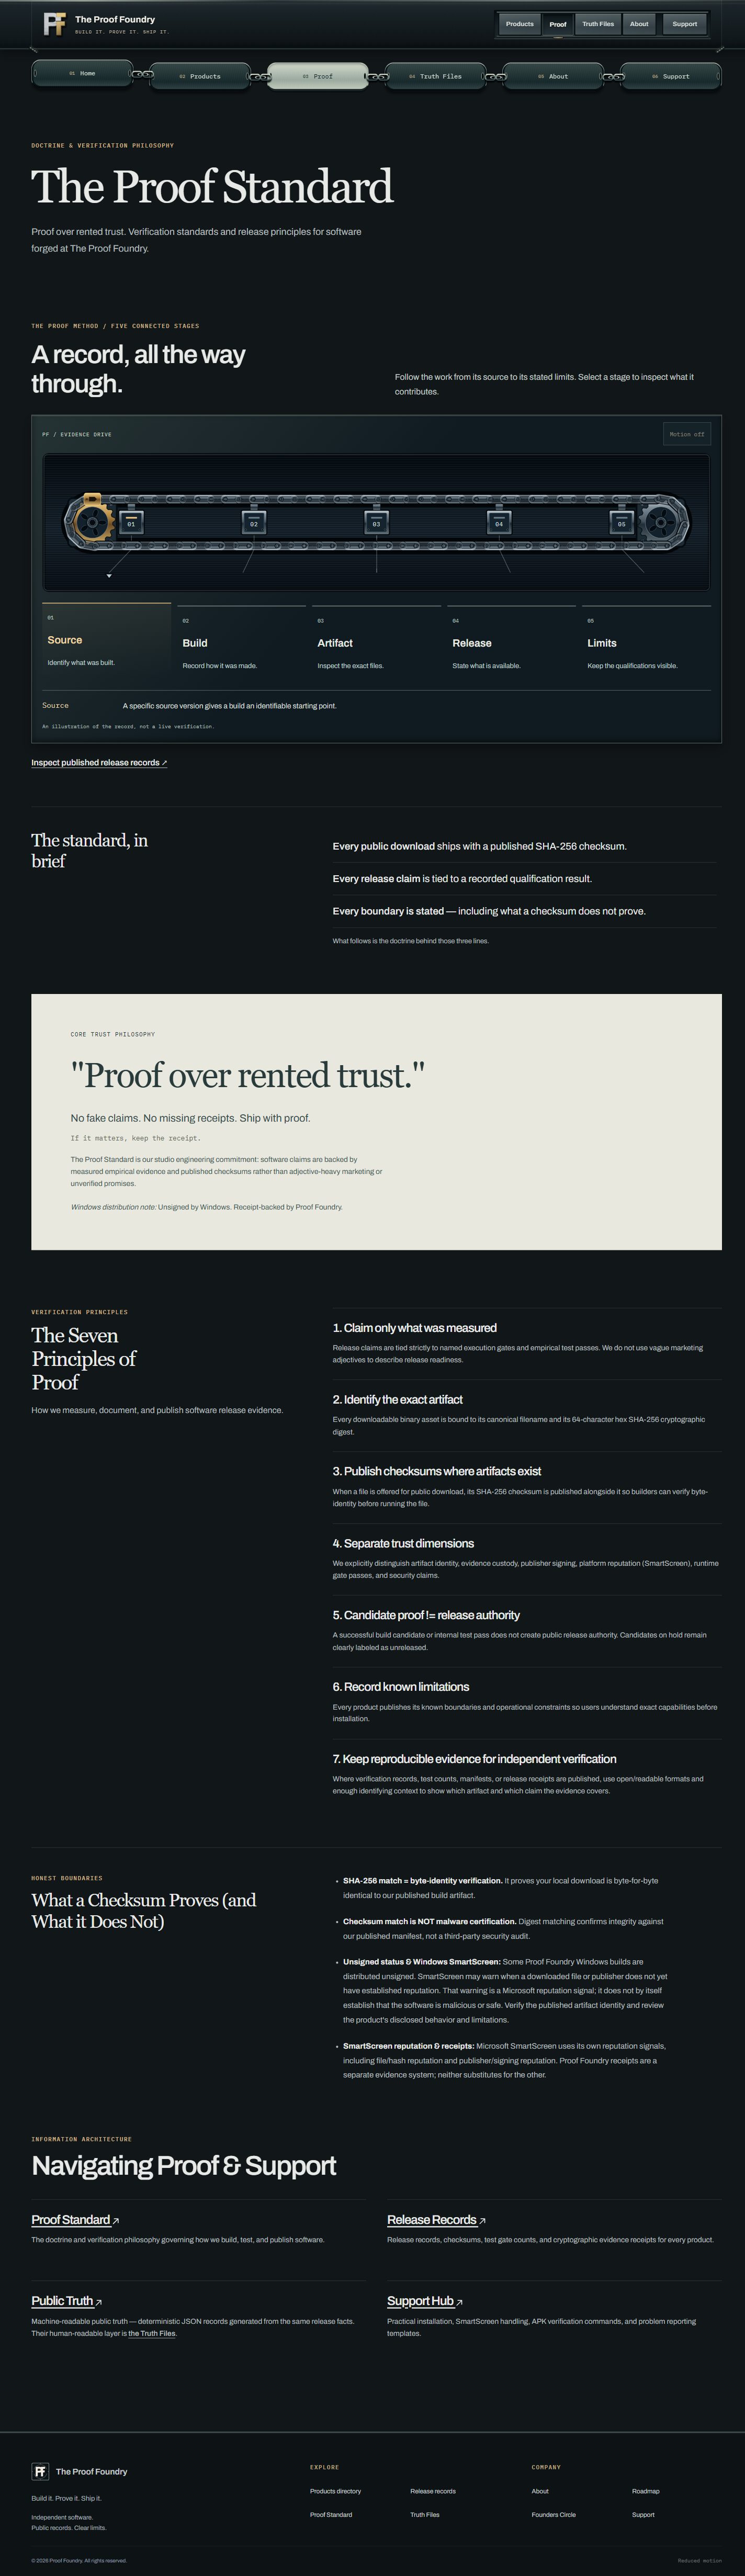 PF
The Proof Foundry
BUILD IT. PROVE IT. SHIP IT.
Products
Proof
Truth Files
About
Support
01 Home
02 Products
03 Proof
04 Truth Files
05 About
06 Support
DOCTRINE & VERIFICATION PHILOSOPHY
The Proof Standard
Proof over rented trust. Verification standards and release principles for software
forged at The Proof Foundry.
THE PROOF METHOD / FIVE CONNECTED STAGES
A record, all the way
through.
Follow the work from its source to its stated limits. Select a stage to inspect what it
contributes.
PF / EVIDENCE DRIVE
Motion off
01
02
03
04
05
01
Source
Identify what was built.
02
Build
Record how it was made.
03
Artifact
Inspect the exact files.
04
Release
State what is available.
05
Limits
Keep the qualifications visible.
Source
A specific source version gives a build an identifiable starting point.
An illustration of the record, not a live verification.
Inspect published release records ↗
The standard, in
brief
Every public download ships with a published SHA-256 checksum.
Every release claim is tied to a recorded qualification result.
Every boundary is stated — including what a checksum does not prove.
What follows is the doctrine behind those three lines.
CORE TRUST PHILOSOPHY
"Proof over rented trust."
No fake claims. No missing receipts. Ship with proof.
If it matters, keep the receipt.
The Proof Standard is our studio engineering commitment: software claims are backed by
measured empirical evidence and published checksums rather than adjective-heavy marketing or
unverified promises.
Windows distribution note: Unsigned by Windows. Receipt-backed by Proof Foundry.
VERIFICATION PRINCIPLES
The Seven
Principles of
Proof
How we measure, document, and publish software release evidence.
1. Claim only what was measured
Release claims are tied strictly to named execution gates and empirical test passes. We do not use vague marketing
adjectives to describe release readiness.
2. Identify the exact artifact
Every downloadable binary asset is bound to its canonical filename and its 64-character hex SHA-256 cryptographic
digest.
3. Publish checksums where artifacts exist
When a file is offered for public download, its SHA-256 checksum is published alongside it so builders can verify byte-
identity before running the file.
4. Separate trust dimensions
We explicitly distinguish artifact identity, evidence custody, publisher signing, platform reputation (SmartScreen), runtime
gate passes, and security claims.
5. Candidate proof != release authority
A successful build candidate or internal test pass does not create public release authority. Candidates on hold remain
clearly labeled as unreleased.
6. Record known limitations
Every product publishes its known boundaries and operational constraints so users understand exact capabilities before
installation.
7. Keep reproducible evidence for independent verification
Where verification records, test counts, manifests, or release receipts are published, use open/readable formats and
enough identifying context to show which artifact and which claim the evidence covers.
HONEST BOUNDARIES
What a Checksum Proves (and
What it Does Not)
• SHA-256 match = byte-identity verification. It proves your local download is byte-for-byte
identical to our published build artifact.
• Checksum match is NOT malware certification. Digest matching confirms integrity against
our published manifest, not a third-party security audit.
• Unsigned status & Windows SmartScreen: Some Proof Foundry Windows builds are
distributed unsigned. SmartScreen may warn when a downloaded file or publisher does not yet
have established reputation. That warning is a Microsoft reputation signal; it does not by itself
establish that the software is malicious or safe. Verify the published artifact identity and review
the product's disclosed behavior and limitations.
• SmartScreen reputation & receipts: Microsoft SmartScreen uses its own reputation signals,
including file/hash reputation and publisher/signing reputation. Proof Foundry receipts are a
separate evidence system; neither substitutes for the other.
INFORMATION ARCHITECTURE
Navigating Proof & Support
Proof Standard ↗
The doctrine and verification philosophy governing how we build, test, and publish software.
Release Records ↗
Release records, checksums, test gate counts, and cryptographic evidence receipts for every product.
Public Truth ↗
Machine-readable public truth — deterministic JSON records generated from the same release facts.
Their human-readable layer is the Truth Files.
Support Hub ↗
Practical installation, SmartScreen handling, APK verification commands, and problem reporting
templates.
PF
The Proof Foundry
Build it. Prove it. Ship it.
Independent software.
Public records. Clear limits.
EXPLORE
Products directory
Release records
Proof Standard
Truth Files
COMPANY
About
Roadmap
Founders Circle
Support
© 2026 Proof Foundry. All rights reserved.
Reduced motion